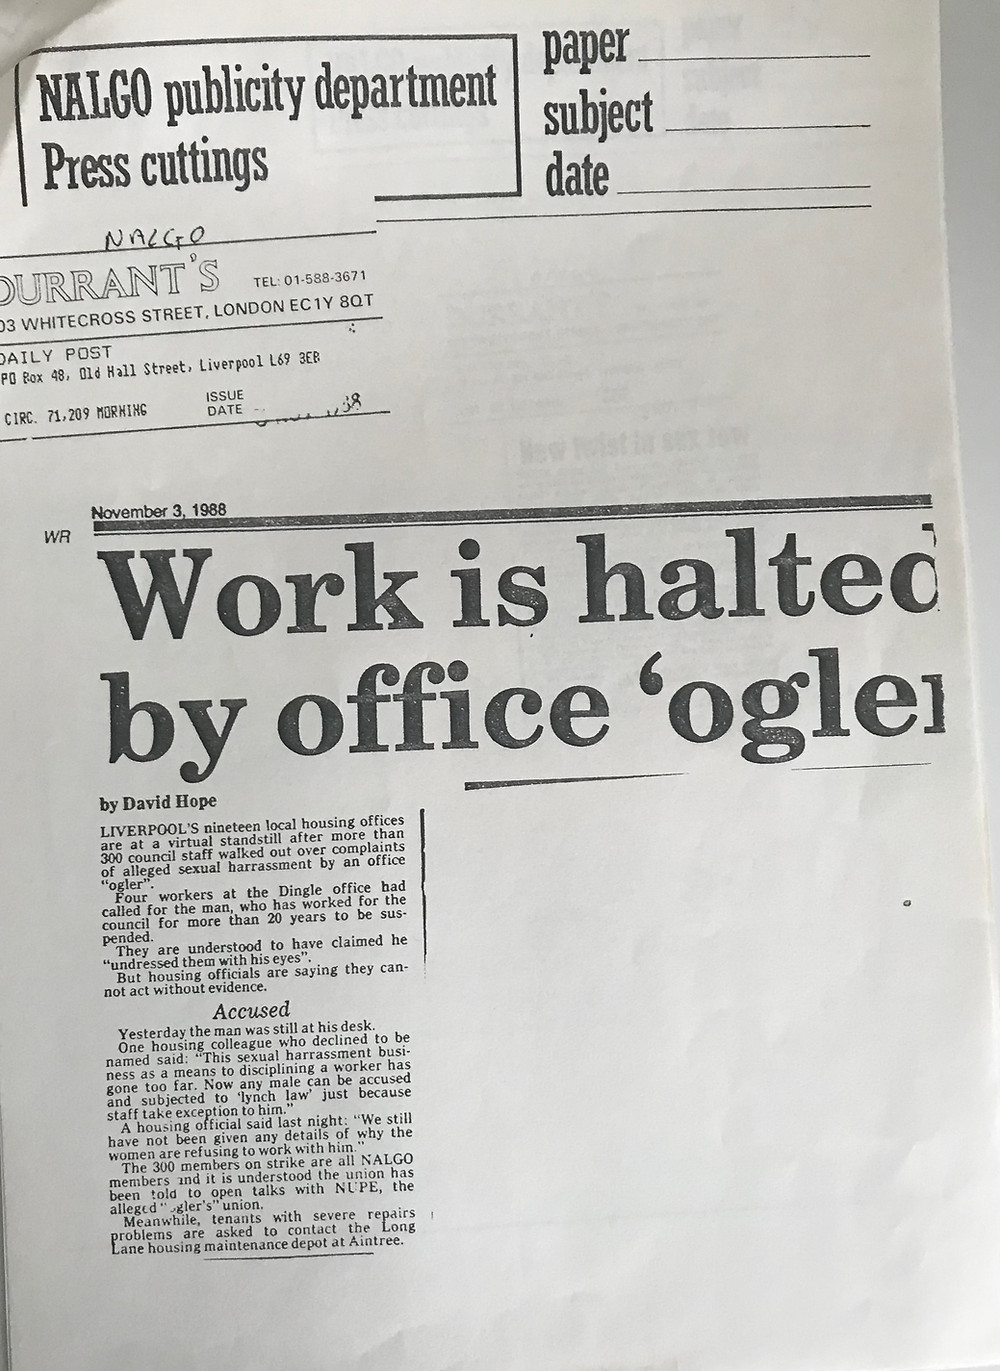 NALGO publicity department
Press cuttings
paper
subject
date
NALGO
DURRANT'S
TEL: 01-588-3671
03 WHITECROSS STREET, LONDON EC1Y 8QT
DAILY POST
PO Box 48, Old Hall Street, Liverpool L69 3EB
CIRC. 71,209 MORNING
ISSUE
DATE
New twist in sex row
November 3, 1988
WR
Work is halted
by office ‘ogler
by David Hope
LIVERPOOL'S nineteen local housing offices
are at a virtual standstill after more than
300 council staff walked out over complaints
of alleged sexual harrassment by an office
“ogler”.
Four workers at the Dingle office had
called for the man, who has worked for the
council for more than 20 years to be sus-
pended.
They are understood to have claimed he
“undressed them with his eyes”.
But housing officials are saying they can-
not act without evidence.
Accused
Yesterday the man was still at his desk.
One housing colleague who declined to be
named said: “This sexual harrassment busi-
ness as a means to disciplining a worker has
gone too far. Now any male can be accused
and subjected to ‘lynch law’ just because
staff take exception to him.”
A housing official said last night: “We still
have not been given any details of why the
women are refusing to work with him.”
The 300 members on strike are all NALGO
members and it is understood the union has
been told to open talks with NUPE, the
alleged “ogler's” union.
Meanwhile, tenants with severe repairs
problems are asked to contact the Long
Lane housing maintenance depot at Aintree.